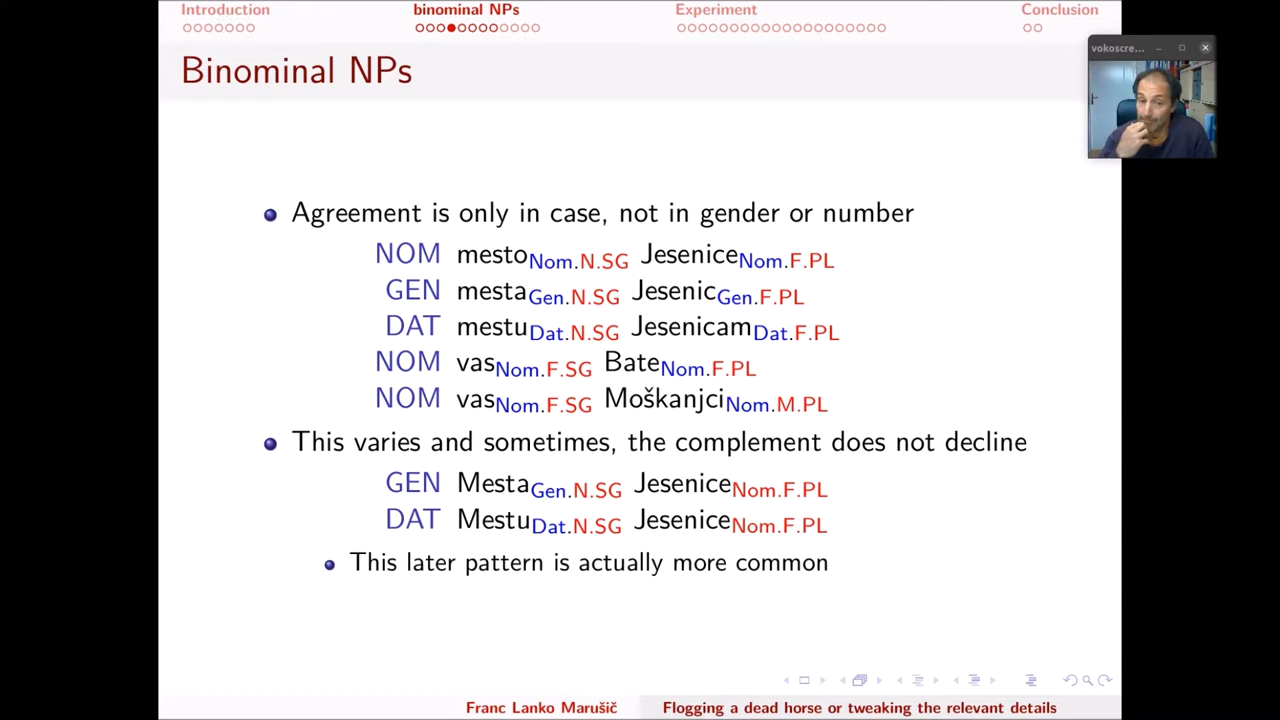 Introduction binominal NPs Experiment Conclusion
vokoscre...
Binominal NPs
Agreement is only in case, not in gender or number
NOM mestoNom.N.SG JeseniceNom.F.PL
GEN mestaGen.N.SG JesenicGen.F.PL
DAT mestuDat.N.SG JesenicamDat.F.PL
NOM vasNom.F.SG BateNom.F.PL
NOM vasNom.F.SG MoškanjciNom.M.PL
This varies and sometimes, the complement does not decline
GEN MestaGen.N.SG JeseniceNom.F.PL
DAT MestuDat.N.SG JeseniceNom.F.PL
This later pattern is actually more common
Franc Lanko Marušič Flogging a dead horse or tweaking the relevant details